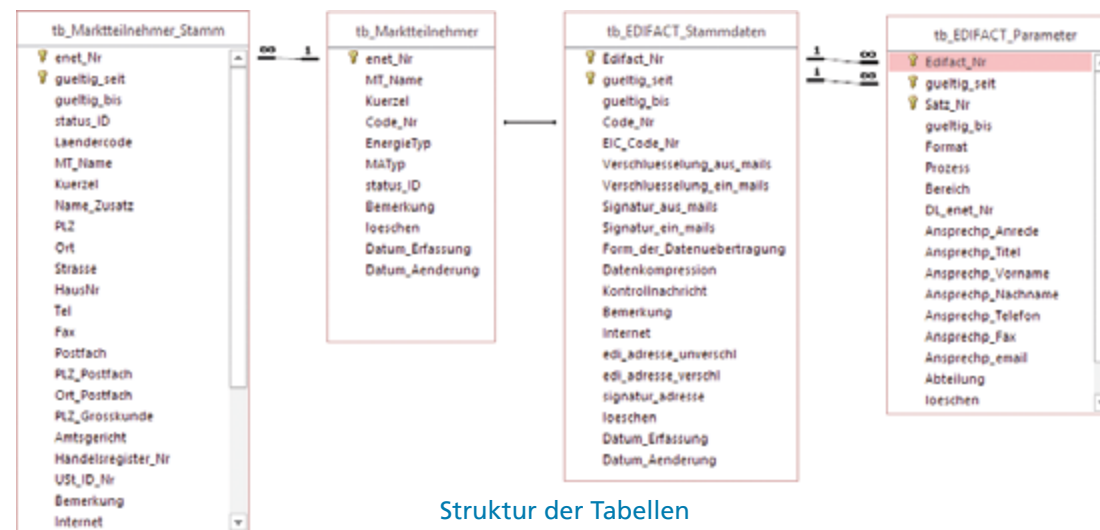 tb_Marktteilnehmer_Stamm
enet_Nr
gueltig_seit
gueltig_bis
status_ID
Laendercode
MT_Name
Kuerzel
Name_Zusatz
PLZ
Ort
Strasse
HausNr
Tel
Fax
Postfach
PLZ_Postfach
Ort_Postfach
PLZ_Grosskunde
Amtsgericht
Handelsregister_Nr
USt_ID_Nr
Bemerkung
Internet
∞ 1
tb_Marktteilnehmer
enet_Nr
MT_Name
Kuerzel
Code_Nr
EnergieTyp
MATyp
status_ID
Bemerkung
loeschen
Datum_Erfassung
Datum_Aenderung
tb_EDIFACT_Stammdaten
Edifact_Nr
gueltig_seit
gueltig_bis
Code_Nr
EIC_Code_Nr
Verschluesselung_aus_mails
Verschluesselung_ein_mails
Signatur_aus_mails
Signatur_ein_mails
Form_der_Datenuebertragung
Datenkompression
Kontrollnachricht
Bemerkung
Internet
edi_adresse_unverschl
edi_adresse_verschl
signatur_adresse
loeschen
Datum_Erfassung
Datum_Aenderung
1 ∞
1 ∞
tb_EDIFACT_Parameter
Edifact_Nr
gueltig_seit
Satz_Nr
gueltig_bis
Format
Prozess
Bereich
DL_enet_Nr
Ansprechp_Anrede
Ansprechp_Titel
Ansprechp_Vorname
Ansprechp_Nachname
Ansprechp_Telefon
Ansprechp_Fax
Ansprechp_email
Abteilung
loeschen
Struktur der Tabellen